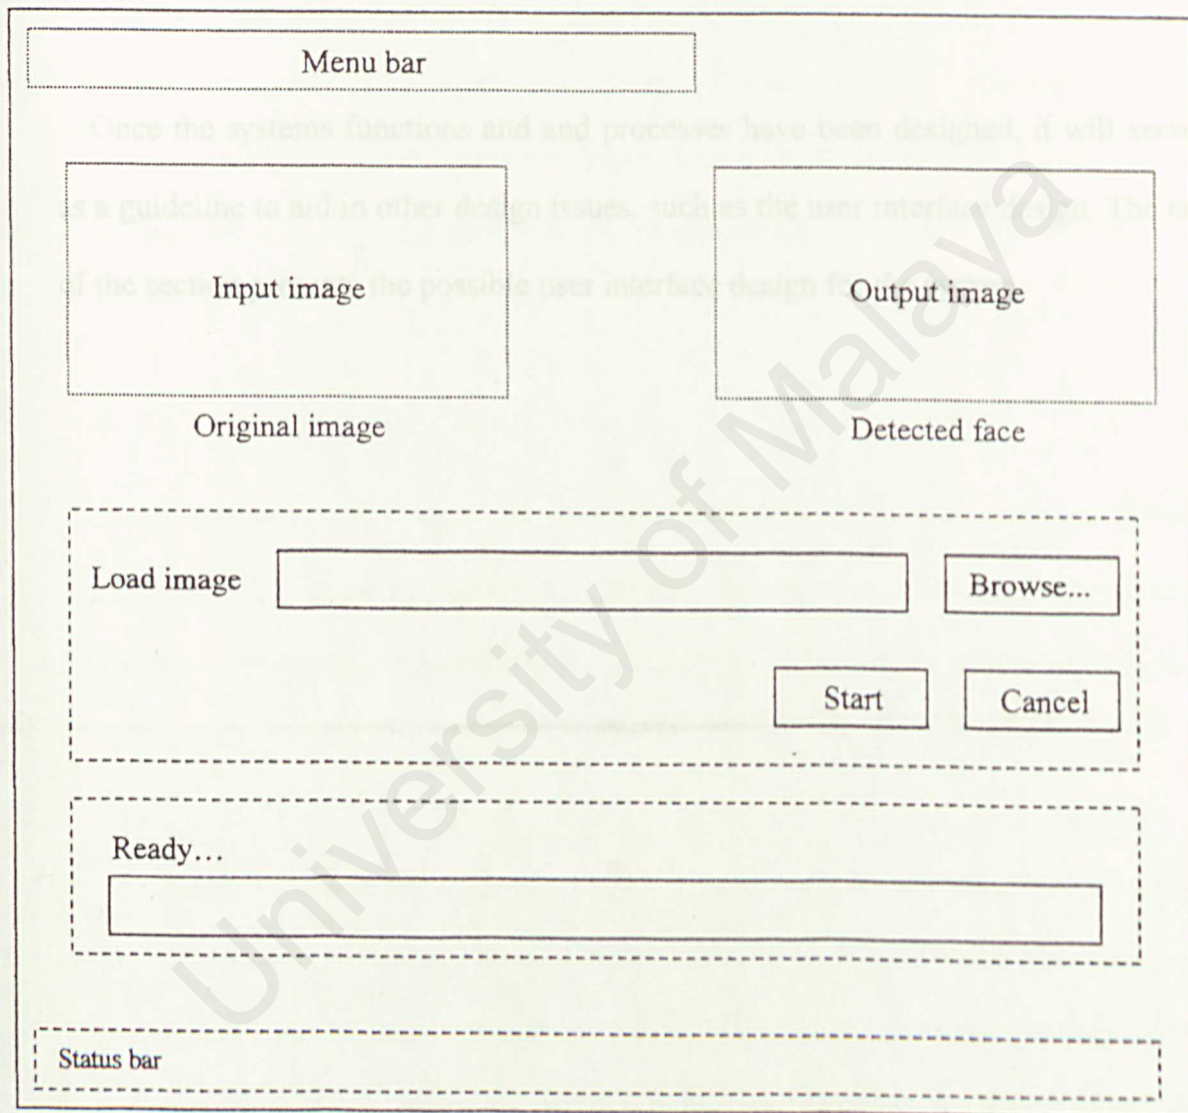 Menu bar
Once the systems functions and and processes have been designed, it will serve
as a guideline to aid in other design issues, such as the user interface design. The
of the section the possible user interface design for the
Input image
Output image
Original image
Detected face
Load image
Browse...
Start
Cancel
Ready...
Status bar
University of Malaya